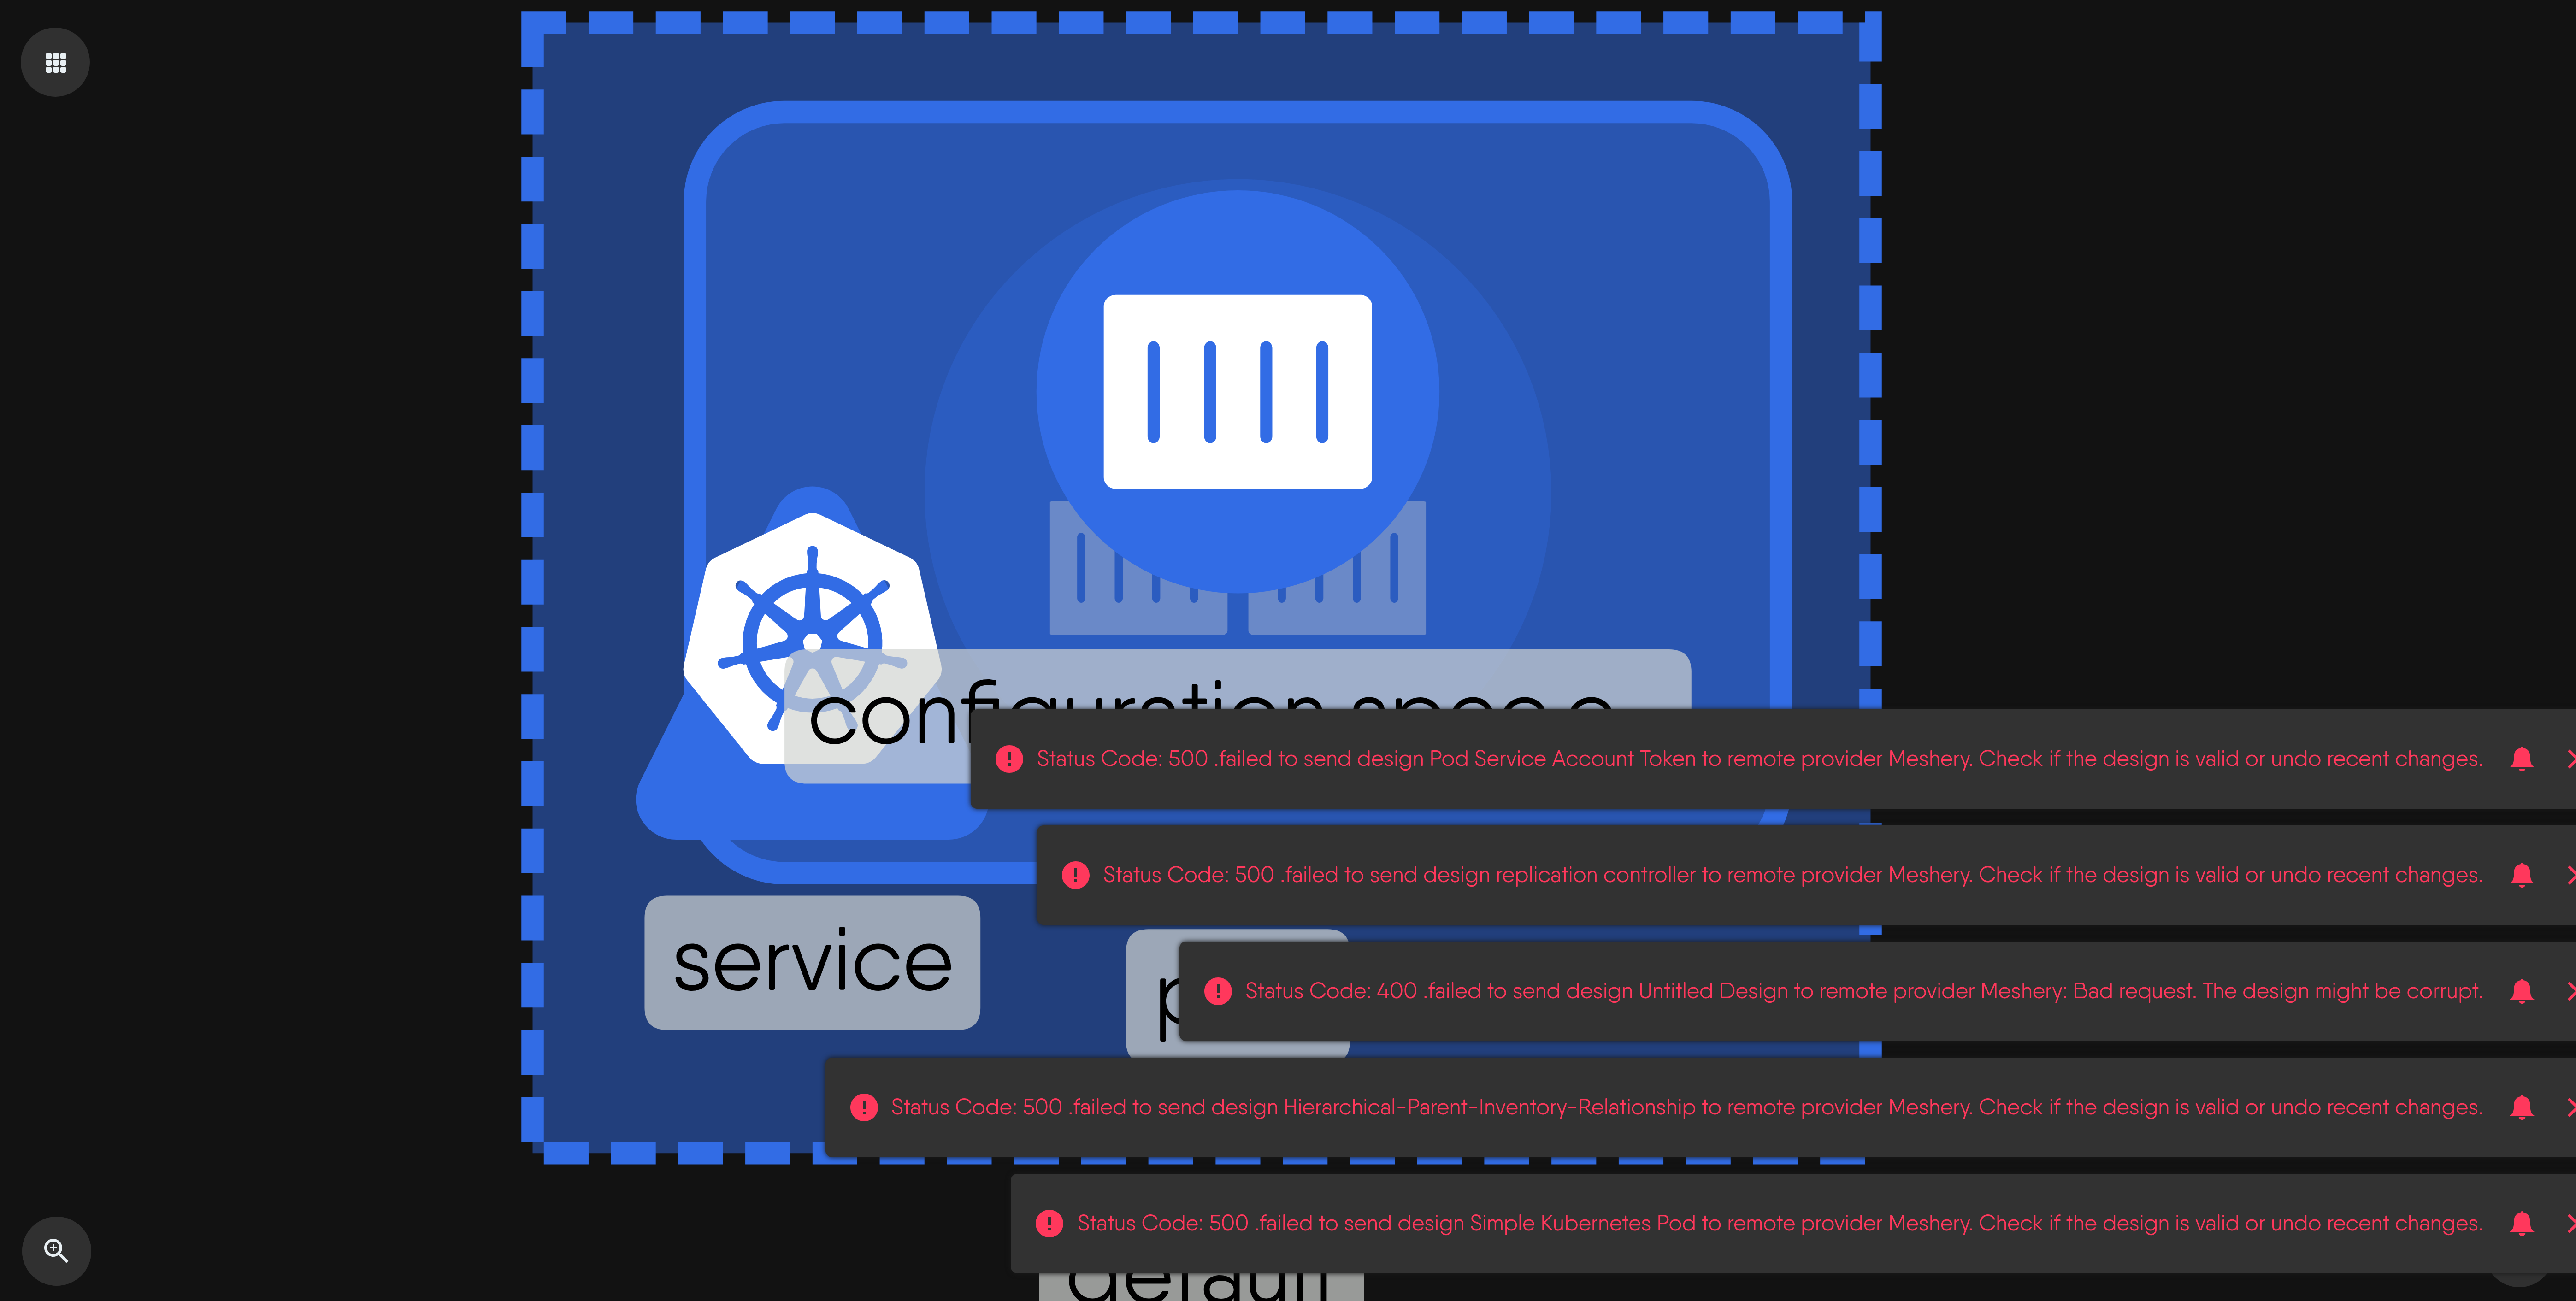 Status Code: 500 .failed to send design Pod Service Account Token to remote provider Meshery. Check if the design is valid or undo recent changes.
Status Code: 500 .failed to send design replication controller to remote provider Meshery. Check if the design is valid or undo recent changes.
service
Status Code: 400 .failed to send design Untitled Design to remote provider Meshery: Bad request. The design might be corrupt.
Status Code: 500 .failed to send design Hierarchical-Parent-Inventory-Relationship to remote provider Meshery. Check if the design is valid or undo recent changes.
Status Code: 500 .failed to send design Simple Kubernetes Pod to remote provider Meshery. Check if the design is valid or undo recent changes.
default